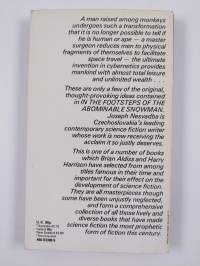 A man raised among monkeys
undergoes such a transformation
that it is no longer possible to tell if
he is human or ape — a master
surgeon reduces men to physical
fragments of themselves to facilitate
space travel — the ultimate
invention in cybernetics provides
mankind with almost total leisure
and unlimited wealth . . .
These are only a few of the original,
thought-provoking ideas contained
in IN THE FOOTSTEPS OF THE
ABOMINABLE SNOWMAN.
Joseph Nesvadba is
Czechoslovakia's leading
contemporary science fiction writer
whose work is now receiving the
acclaim it so justly deserves.
This is one of a number of books
which Brian Aldiss and Harry
Harrison have selected from among
titles famous in their time and
important for their effect on the
development of science fiction.
They are all masterpieces though
some have been unjustly neglected,
and form a comprehensive
collection of all those lively and
diverse books that have made
science fiction the most prophetic
form of fiction this century.